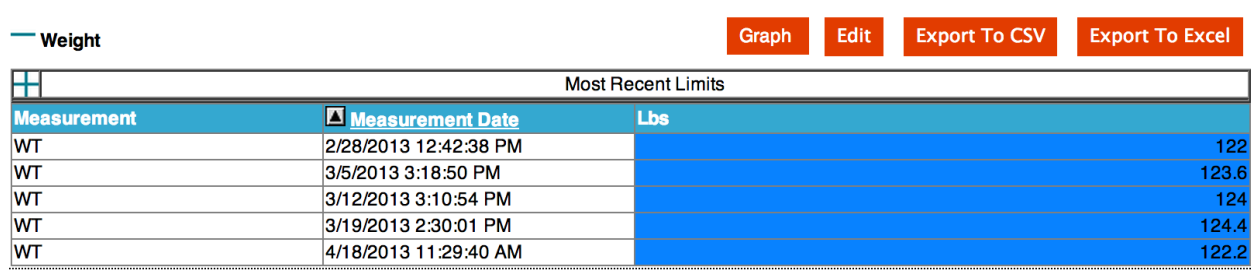 Weight Graph Edit Export To CSV Export To Excel
Most Recent Limits
Measurement Measurement Date Lbs
WT 2/28/2013 12:42:38 PM 122
WT 3/5/2013 3:18:50 PM 123.6
WT 3/12/2013 3:10:54 PM 124
WT 3/19/2013 2:30:01 PM 124.4
WT 4/18/2013 11:29:40 AM 122.2